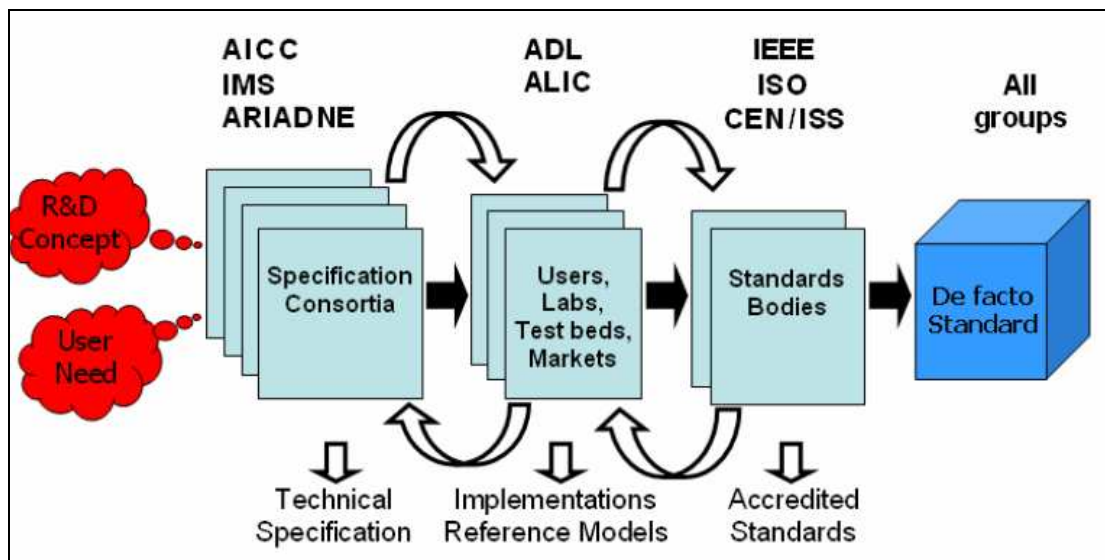 AICC
IMS
ARIADNE
ADL
ALIC
IEEE
ISO
CEN/ISS
All
groups
R&D
Concept
User
Need
Specification
Consortia
Users,
Labs,
Test beds,
Markets
Standards
Bodies
De facto
Standard
Technical
Specification
Implementations
Reference Models
Accredited
Standards